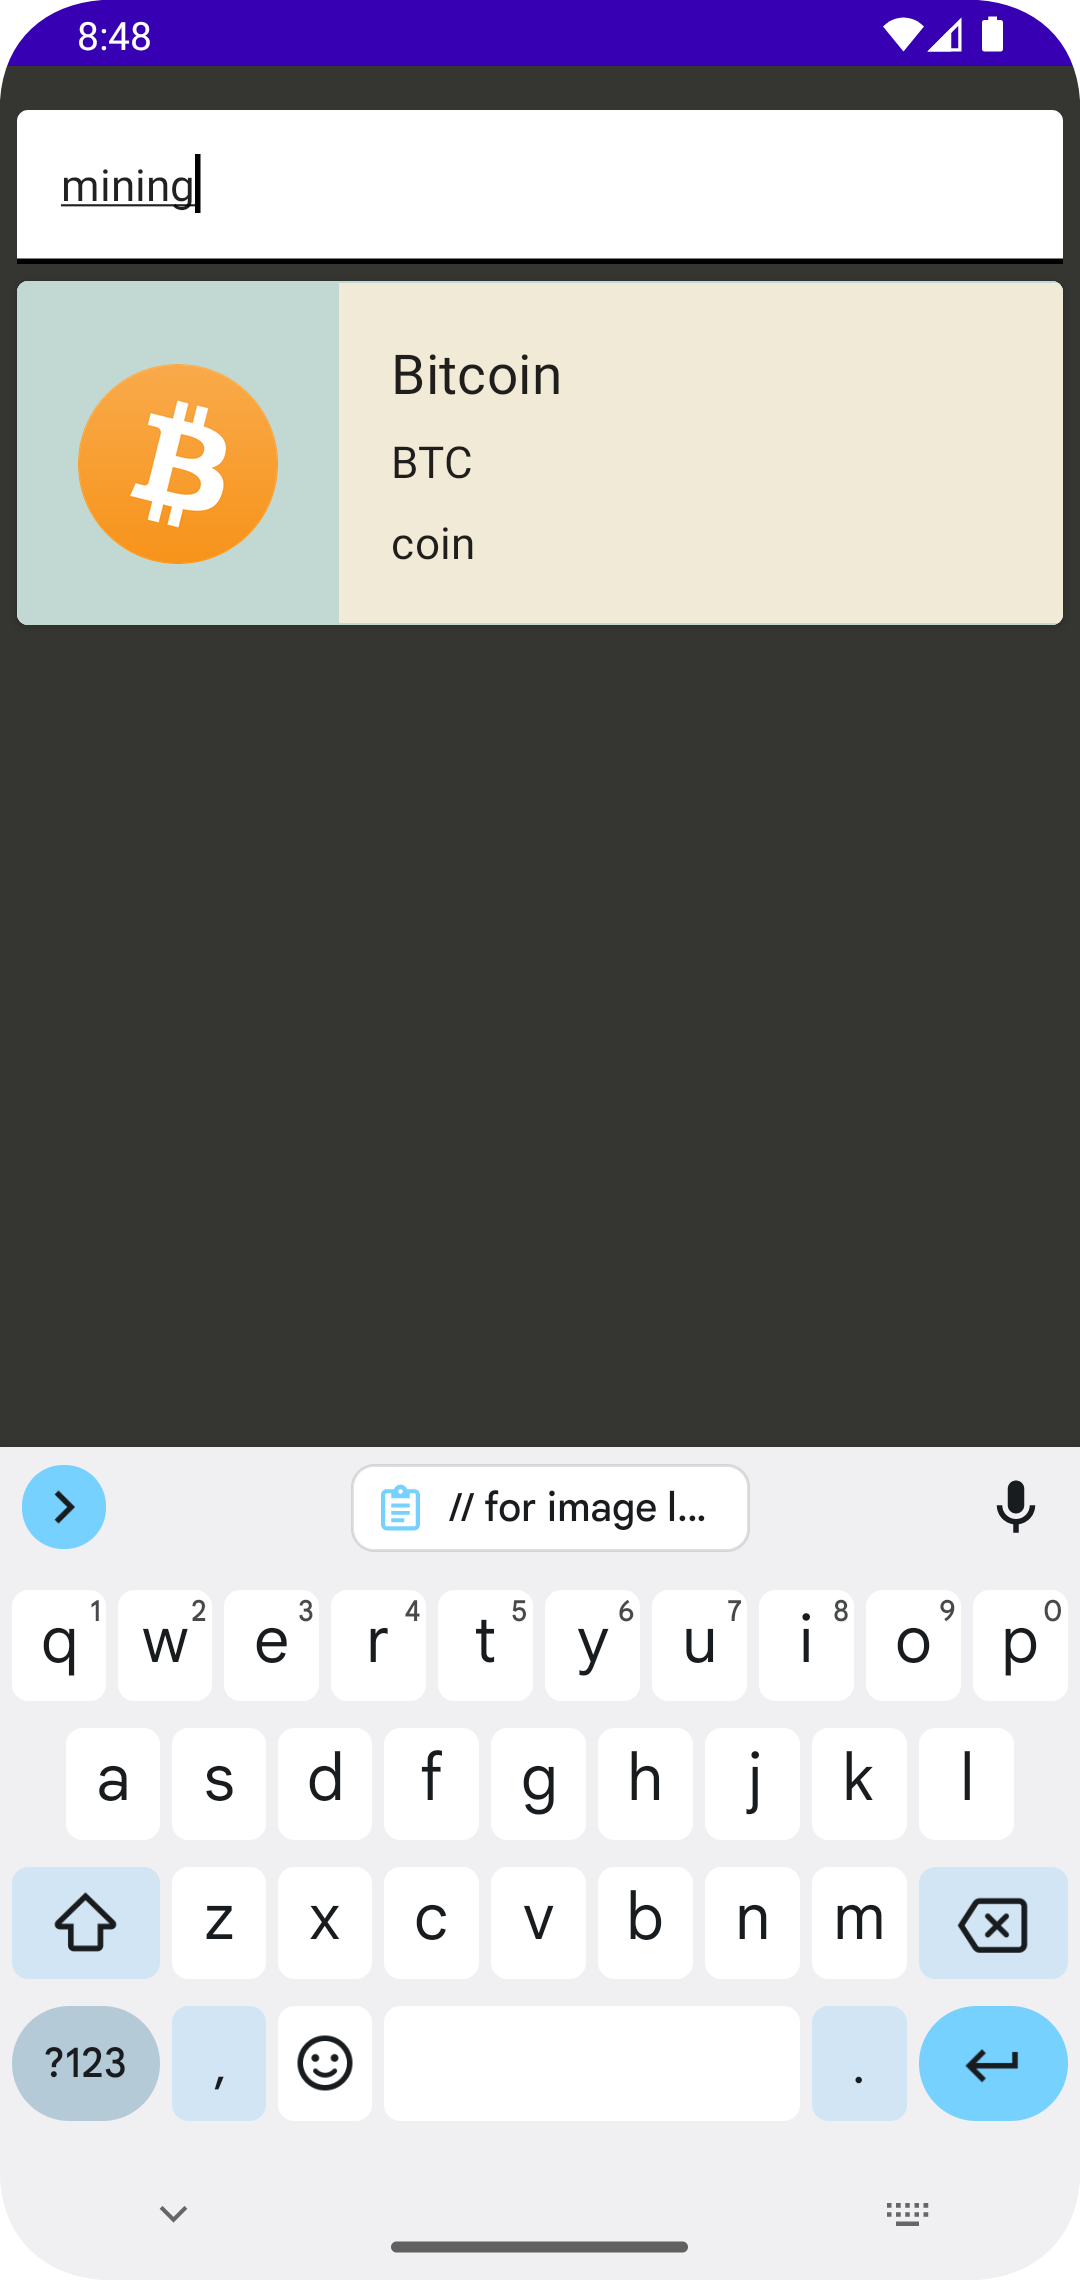 8:48
mining
Bitcoin
BTC
coin
// for image l...
q 1 w 2 e 3 r 4 t 5 y 6 u 7 i 8 o 9 p 0
a s d f g h j k l
z x c v b n m
?123 , .